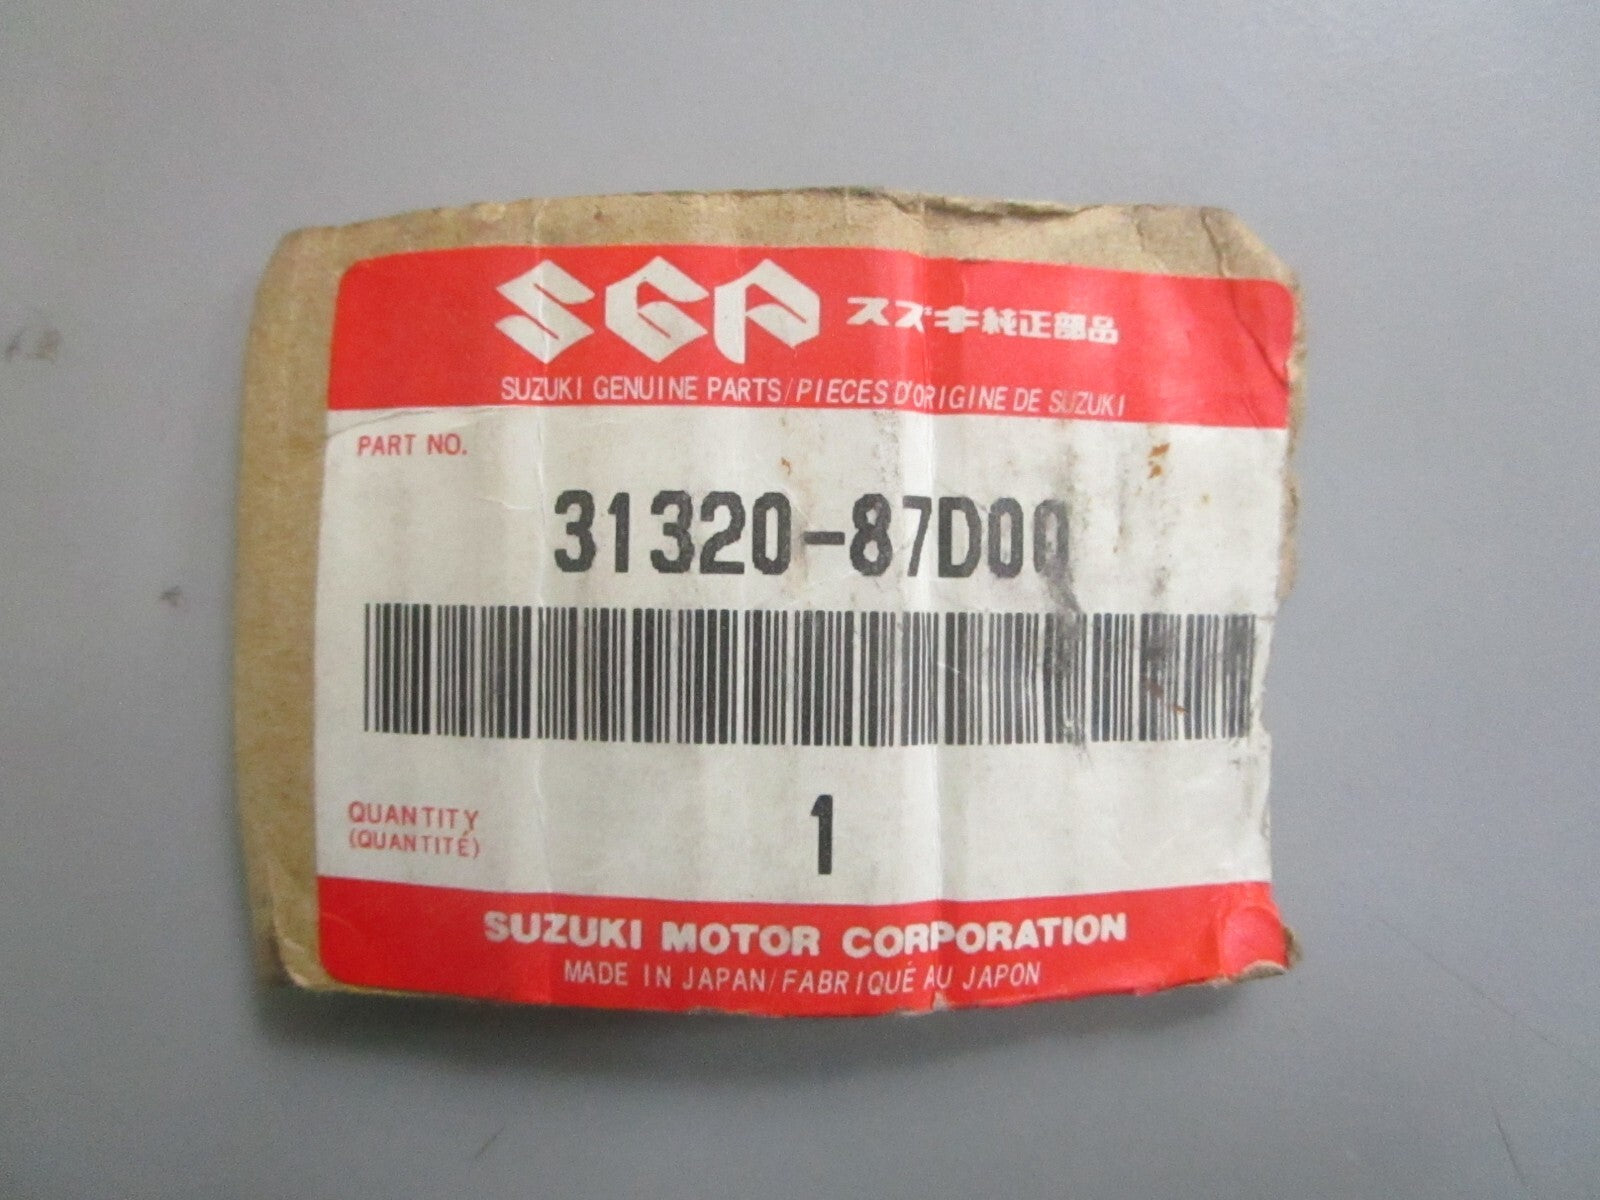 SGP スズキ純正部品
SUZUKI GENUINE PARTS/PIECES D'ORIGINE DE SUZUKI
PART NO.
31320-87D00
QUANTITY
(QUANTITÉ)
1
SUZUKI MOTOR CORPORATION
MADE IN JAPAN/FABRIQUÉ AU JAPON